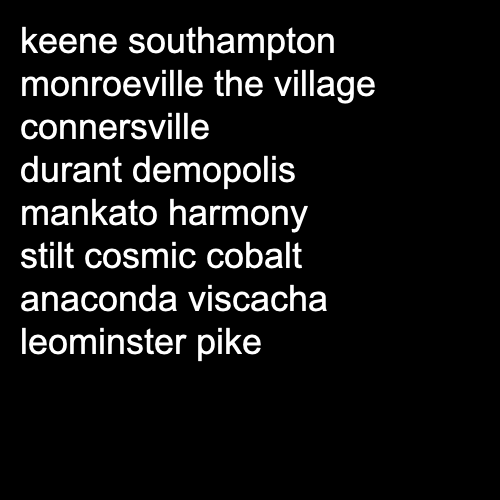 keene southampton
monroeville the village
connersville
durant demopolis
mankato harmony
stilt cosmic cobalt
anaconda viscacha
leominster pike